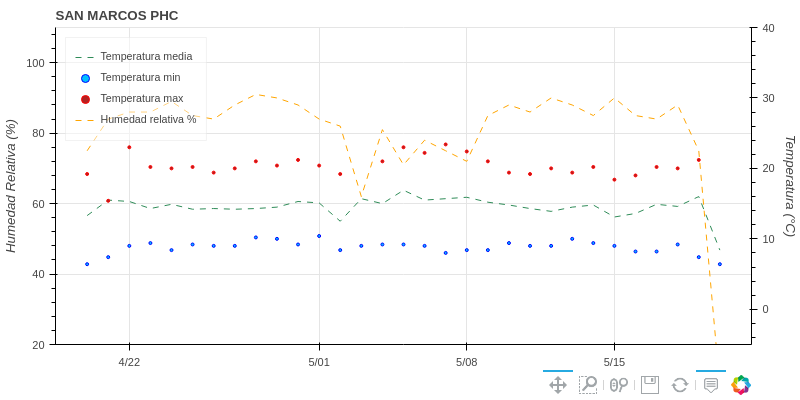 SAN MARCOS PHC
Temperatura media
Temperatura min
Temperatura max
Humedad relativa %
Humedad Relativa (%)
100
80
60
40
20
Temperatura (°C)
40
30
20
10
0
4/22
5/01
5/08
5/15